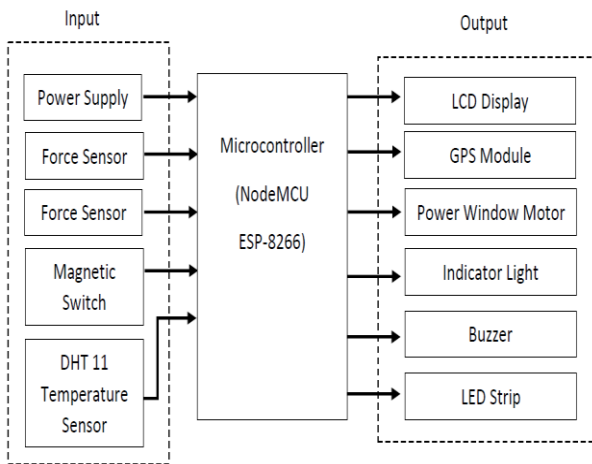 Input
Power Supply
Force Sensor
Force Sensor
Magnetic
Switch
DHT 11
Temperature
Sensor
Microcontroller
(NodeMCU
ESP-8266)
Output
LCD Display
GPS Module
Power Window Motor
Indicator Light
Buzzer
LED Strip